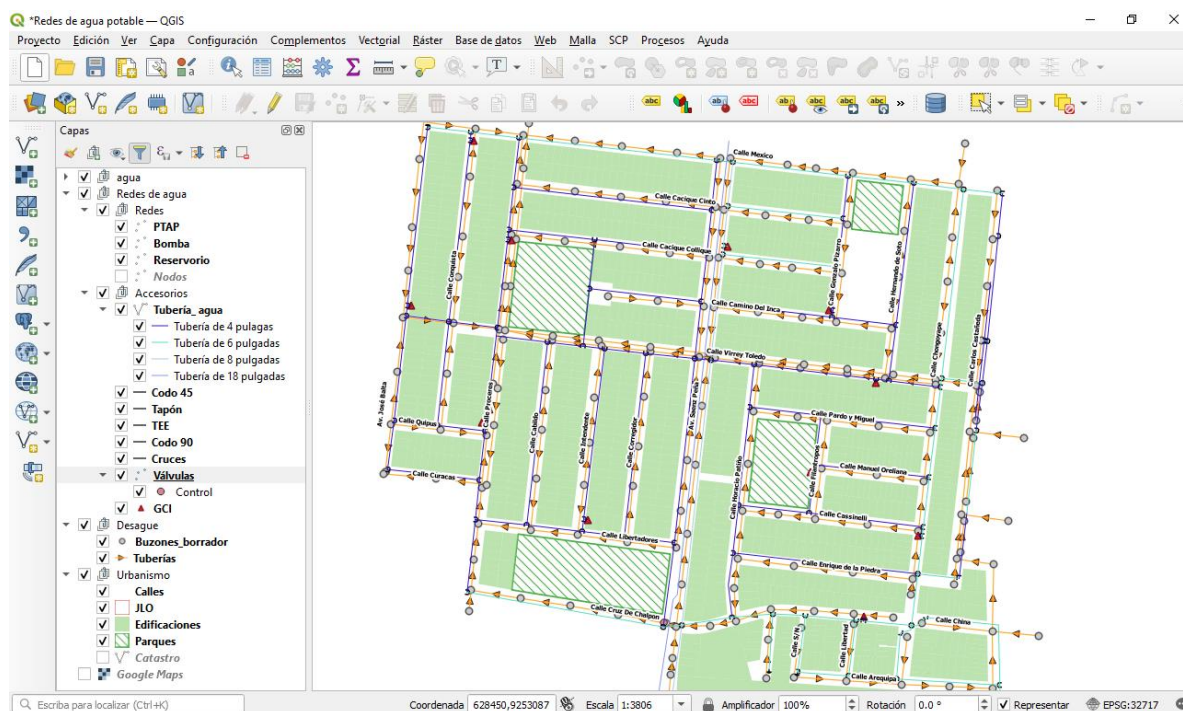 *Redes de agua potable — QGIS
Proyecto Edición Ver Capa Configuración Complementos Vectorial Ráster Base de datos Web Malla SCP Procesos Ayuda
Capas
agua
Redes de agua
Redes
PTAP
Bomba
Reservorio
Nodos
Accesorios
Tubería_agua
Tubería de 4 pulagas
Tubería de 6 pulgadas
Tubería de 8 pulgadas
Tubería de 18 pulgadas
Codo 45
Tapón
TEE
Codo 90
Cruces
Válvulas
Control
GCI
Desague
Buzones_borrador
Tuberías
Urbanismo
Calles
JLO
Edificaciones
Parques
Catastro
Google Maps
Calle Mexico
Calle Cacique Cinto
Calle Cacique Collique
Calle Gonzalo Pizarro
Calle Hernando de Soto
Calle Conquista
Calle Camino Del Inca
Calle Chongoyape
Calle Carlos Castañeda
Calle Virrey Toledo
Av. José Balta
Calle Proceres
Calle Cabildo
Calle Intendente
Calle Corregidor
Av. Saenz Peña
Calle Quipus
Calle Pardo y Miguel
Calle Curacas
Calle Horacio Patiño
Calle Filantropos
Calle Manuel Orellana
Calle Cassinelli
Calle Libertadores
Calle Enrique de la Piedra
Calle Cruz De Chalpon
Calle China
Calle S/N
Calle Libertad
Calle Arequipa
Escriba para localizar (Ctrl+K)
Coordenada 628450,9253087 Escala 1:3806 Amplificador 100% Rotación 0.0 ° Representar EPSG:32717